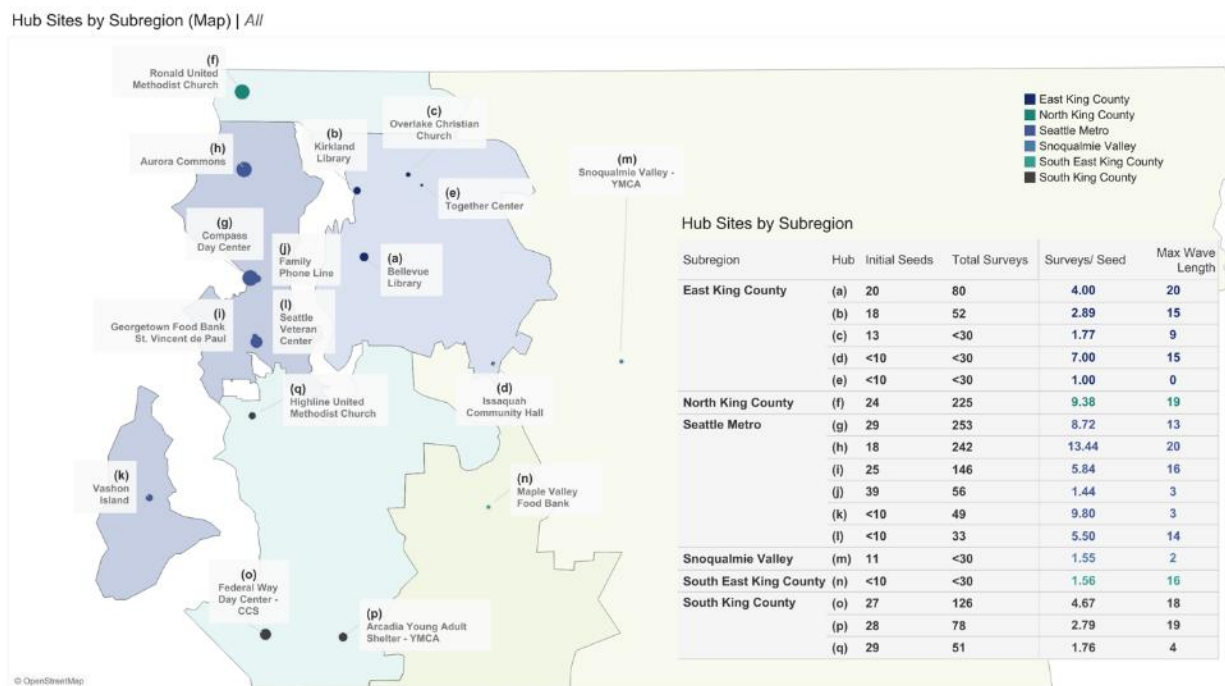 Hub Sites by Subregion (Map) | All
(f)
Ronald United
Methodist Church
(c)
Overlake Christian
Church
(b)
Kirkland
Library
(h)
Aurora Commons
(m)
Snoqualmie Valley -
YMCA
(e)
Together Center
(g)
Compass
Day Center
(j)
Family
Phone Line
(a)
Bellevue
Library
(i)
Georgetown Food Bank
St. Vincent de Paul
(l)
Seattle
Veteran
Center
(d)
Issaquah
Community Hall
(q)
Highline United
Methodist Church
(k)
Vashon
Island
(n)
Maple Valley
Food Bank
(o)
Federal Way
Day Center -
CCS
(p)
Arcadia Young Adult
Shelter - YMCA
East King County
North King County
Seattle Metro
Snoqualmie Valley
South East King County
South King County
Hub Sites by Subregion
Subregion Hub Initial Seeds Total Surveys Surveys/ Seed Max Wave
Length
East King County (a) 20 80 4.00 20
(b) 18 52 2.89 15
(c) 13 <30 1.77 9
(d) <10 <30 7.00 15
(e) <10 <30 1.00 0
North King County (f) 24 225 9.38 19
Seattle Metro (g) 29 253 8.72 13
(h) 18 242 13.44 20
(i) 25 146 5.84 16
(j) 39 56 1.44 3
(k) <10 49 9.80 3
(l) <10 33 5.50 14
Snoqualmie Valley (m) 11 <30 1.55 2
South East King County (n) <10 <30 1.56 16
South King County (o) 27 126 4.67 18
(p) 28 78 2.79 19
(q) 29 51 1.76 4
© OpenStreetMap